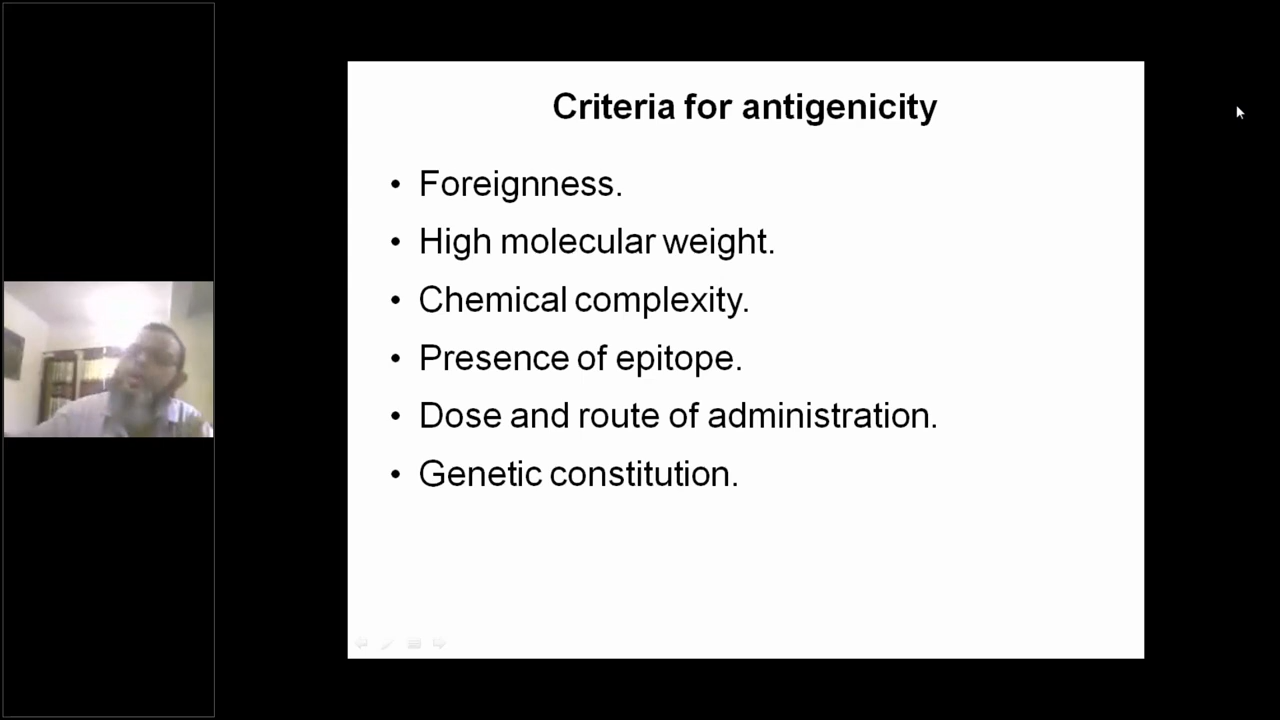 Criteria for antigenicity
• Foreignness.
• High molecular weight.
• Chemical complexity.
• Presence of epitope.
• Dose and route of administration.
• Genetic constitution.